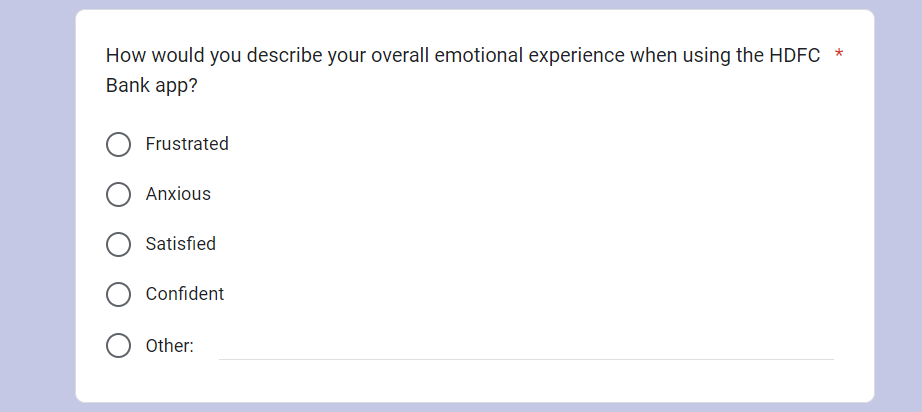 How would you describe your overall emotional experience when using the HDFC *
Bank app?
Frustrated
Anxious
Satisfied
Confident
Other: